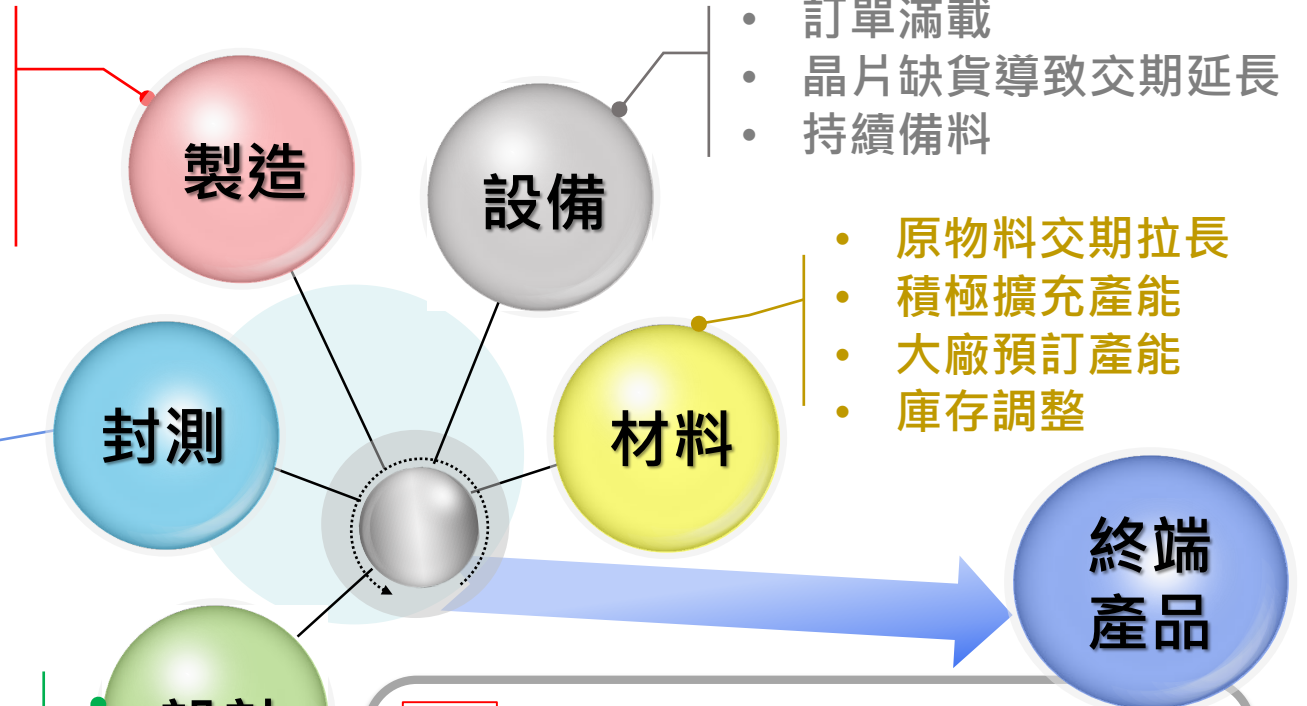 • 訂單滿載
• 晶片缺貨導致交期延長
• 持續備料
製造
設備
• 原物料交期拉長
• 積極擴充產能
• 大廠預訂產能
• 庫存調整
封測
材料
終端
產品
設計